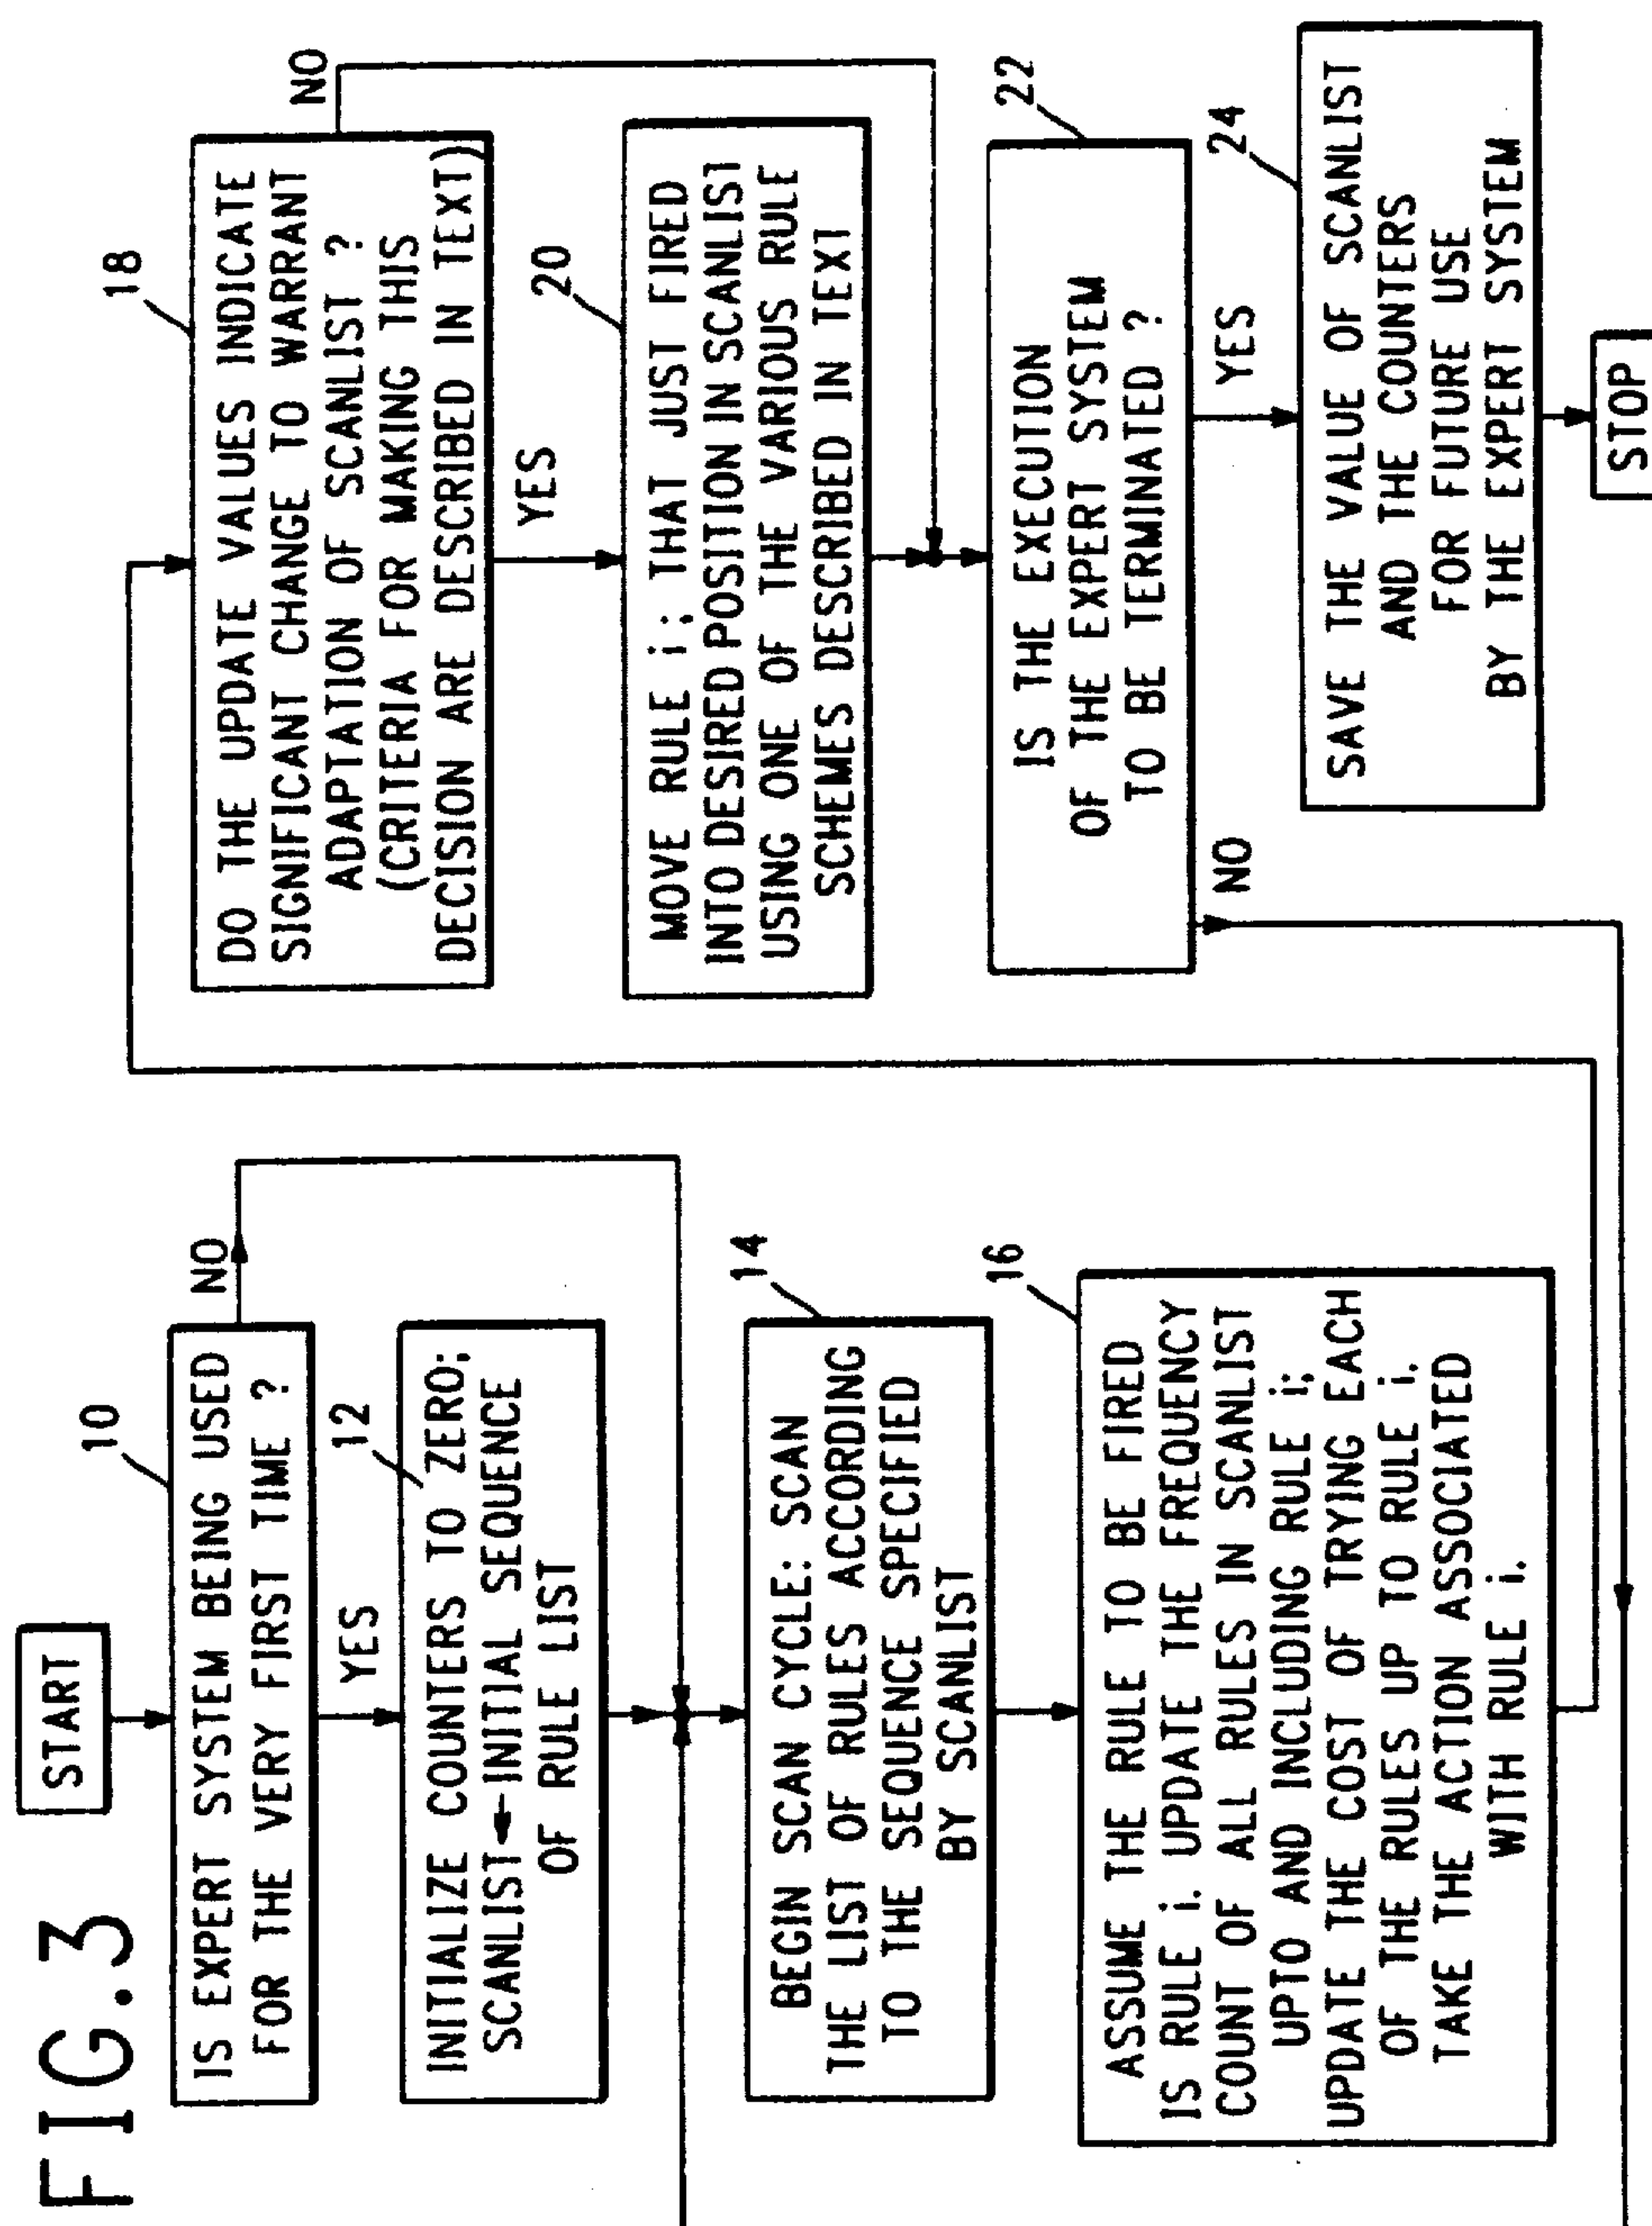 FIG.3
START
10
IS EXPERT SYSTEM BEING USED
FOR THE VERY FIRST TIME ?
NO
YES
12
INITIALIZE COUNTERS TO ZERO;
SCANLIST←INITIAL SEQUENCE
OF RULE LIST
14
BEGIN SCAN CYCLE: SCAN
THE LIST OF RULES ACCORDING
TO THE SEQUENCE SPECIFIED
BY SCANLIST
16
ASSUME THE RULE TO BE FIRED
IS RULE i. UPDATE THE FREQUENCY
COUNT OF ALL RULES IN SCANLIST
UPTO AND INCLUDING RULE i;
UPDATE THE COST OF TRYING EACH
OF THE RULES UP TO RULE i.
TAKE THE ACTION ASSOCIATED
WITH RULE i.
18
DO THE UPDATE VALUES INDICATE
SIGNIFICANT CHANGE TO WARRANT
ADAPTATION OF SCANLIST ?
(CRITERIA FOR MAKING THIS
DECISION ARE DESCRIBED IN TEXT)
NO
YES
20
MOVE RULE i; THAT JUST FIRED
INTO DESIRED POSITION IN SCANLIST
USING ONE OF THE VARIOUS RULE
SCHEMES DESCRIBED IN TEXT
22
IS THE EXECUTION
OF THE EXPERT SYSTEM
TO BE TERMINATED ?
NO
YES
24
SAVE THE VALUE OF SCANLIST
AND THE COUNTERS
FOR FUTURE USE
BY THE EXPERT SYSTEM
STOP